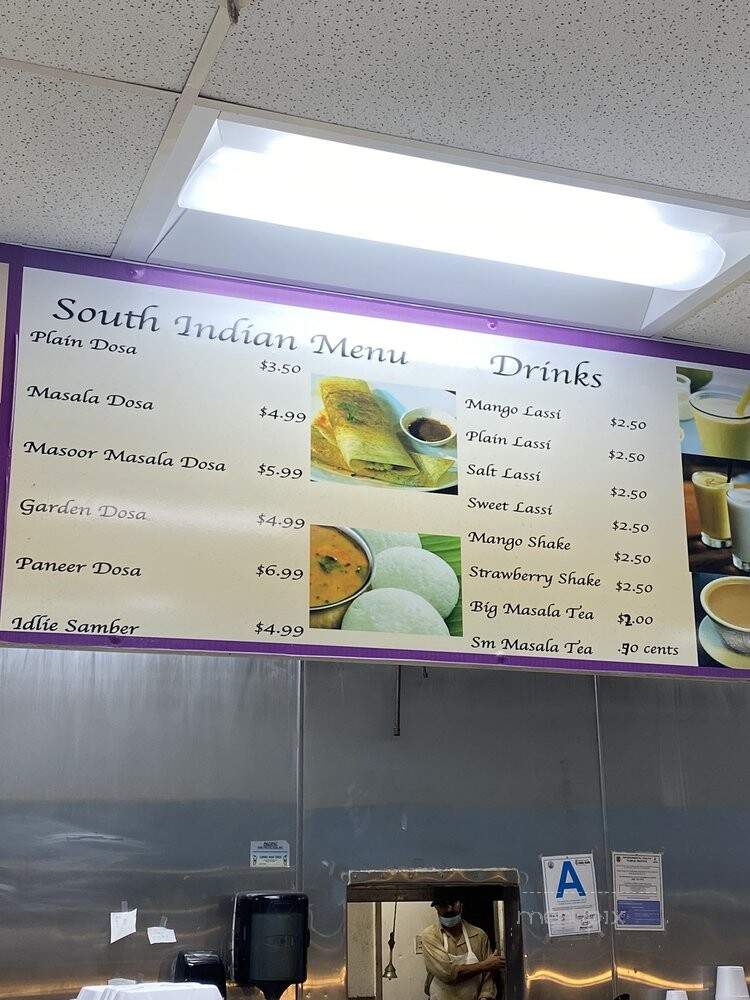 South Indian Menu
Plain Dosa $3.50
Masala Dosa $4.99
Masoor Masala Dosa $5.99
Garden Dosa $4.99
Paneer Dosa $6.99
Idlie Samber $4.99
Drinks
Mango Lassi $2.50
Plain Lassi $2.50
Salt Lassi $2.50
Sweet Lassi $2.50
Mango Shake $2.50
Strawberry Shake $2.50
Big Masala Tea .00
Sm Masala Tea cents
A